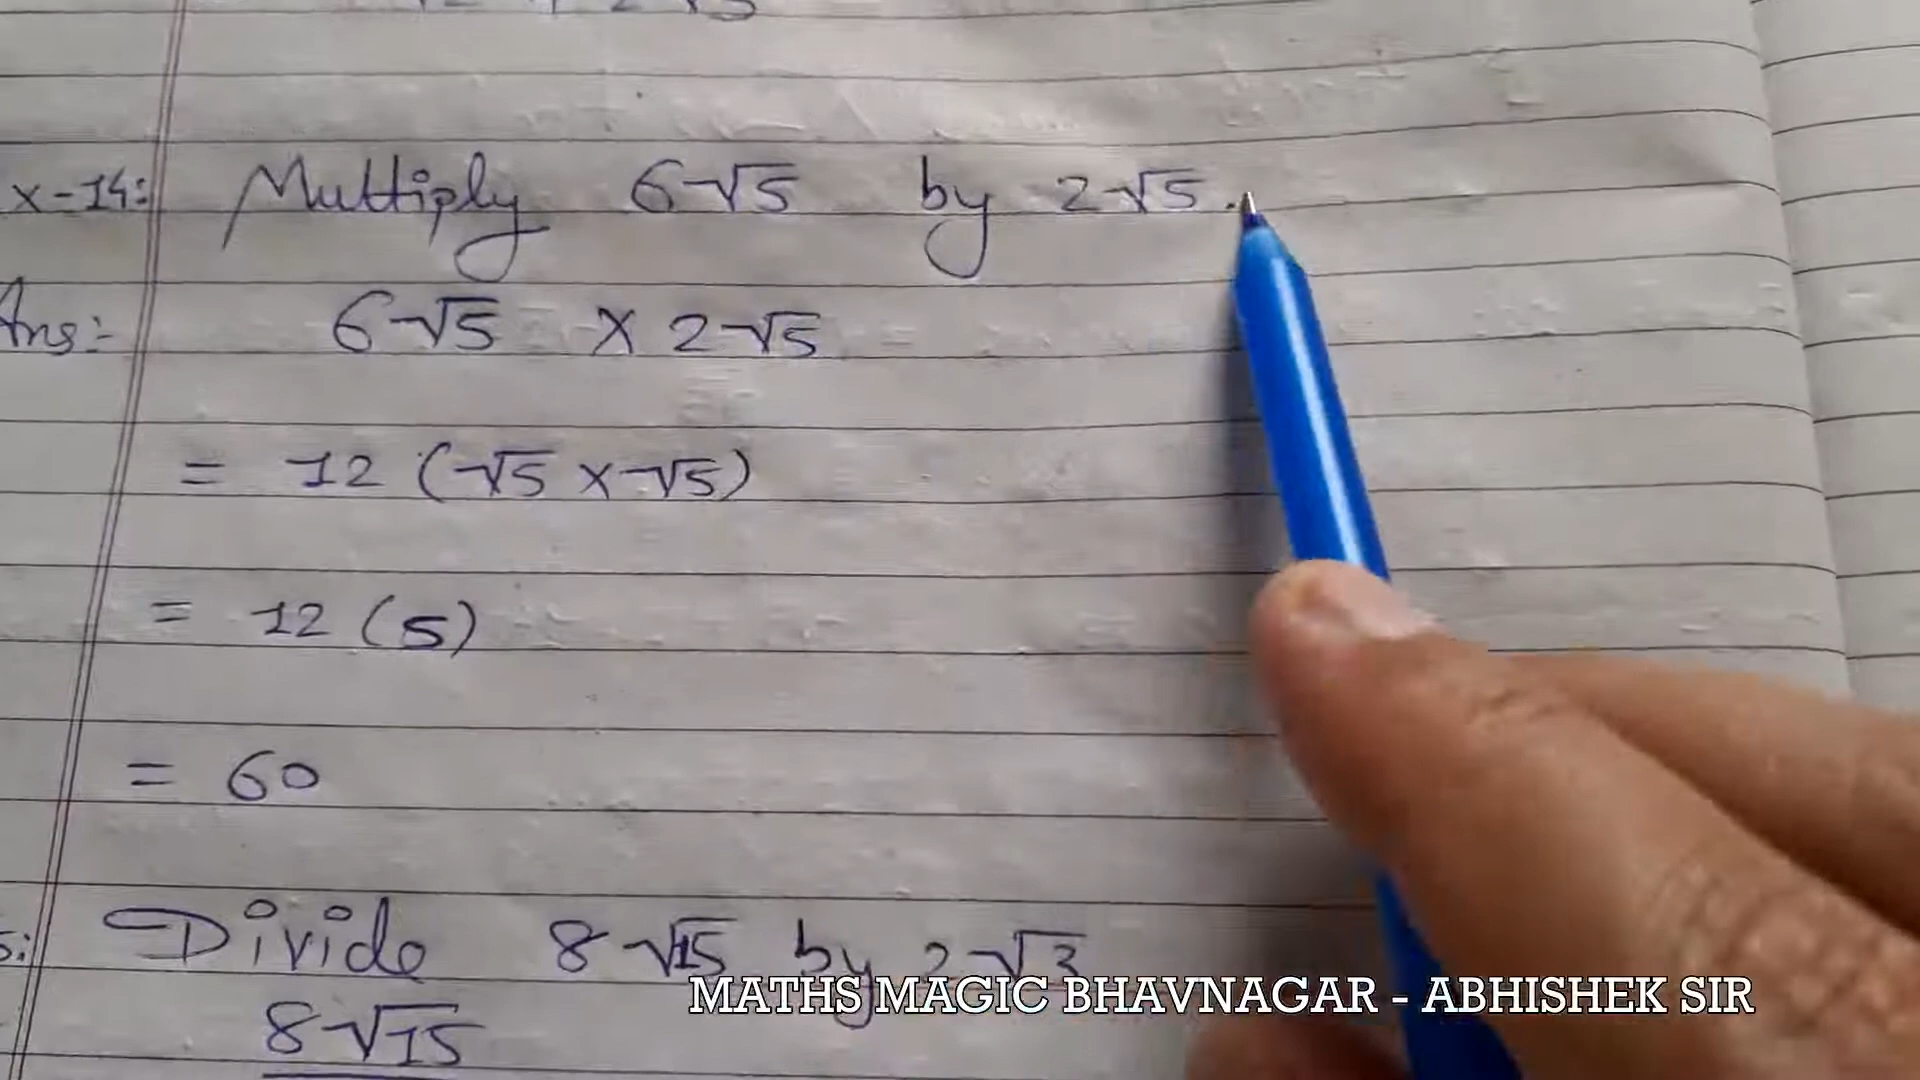 x-14:- Multiply 6√5 by 2√5.
Ans:- 6√5 × 2√5
= 12 (√5 × √5)
= 12 (5)
= 60
5: Divide 8√15 by 2√3
8√15
MATHS MAGIC BHAVNAGAR - ABHISHEK SIR